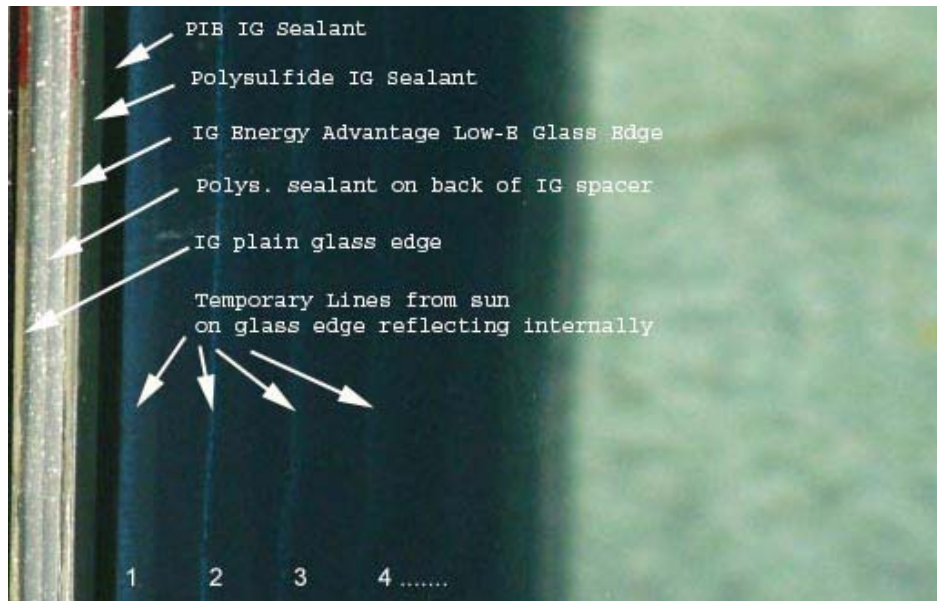 PIB IG Sealant
Polysulfide IG Sealant
IG Energy Advantage Low-E Glass Edge
Polys. sealant on back of IG spacer
IG plain glass edge
Temporary Lines from sun
on glass edge reflecting internally
1 2 3 4 .......